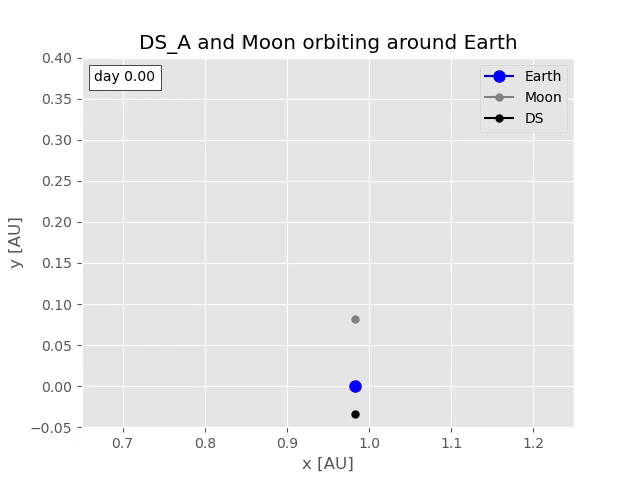 DS_A and Moon orbiting around Earth
day 0.00
Earth
Moon
DS
0.40
0.35
0.30
0.25
0.20
0.15
0.10
0.05
0.00
−0.05
y [AU]
0.7 0.8 0.9 1.0 1.1 1.2
x [AU]